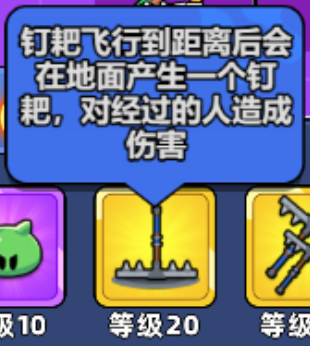 钉耙飞行到距离后会
在地面产生一个钉
耙，对经过的人造成
伤害
级10 等级20 等级